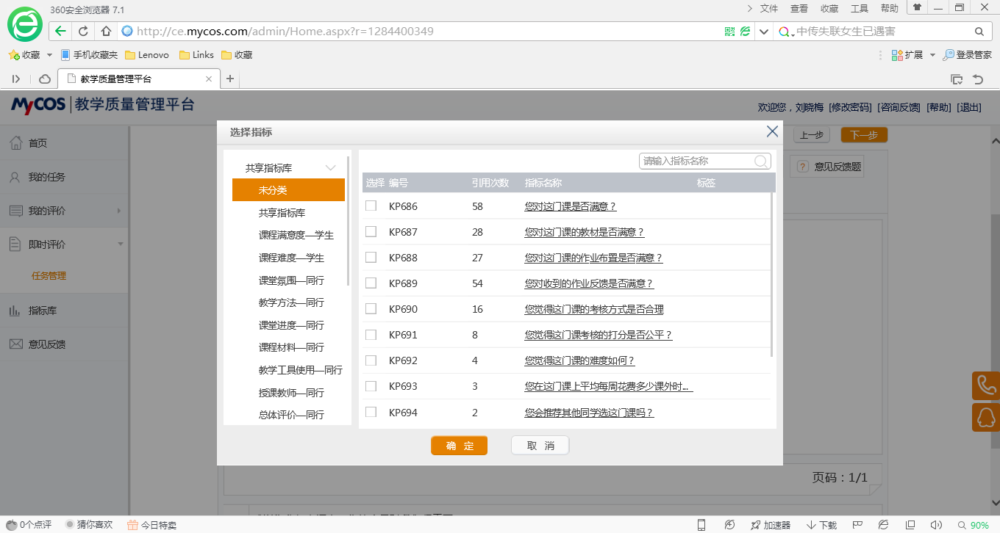 360安全浏览器 7.1
文件 查看 收藏 工具 帮助
http://ce.mycos.com/admin/Home.aspx?r=1284400349
中传失联女生已遇害
收藏 手机收藏夹 Lenovo Links 收藏 扩展 登录管家
教学质量管理平台
MyCOS 教学质量管理平台
欢迎您，刘晓梅 [修改密码] [咨询反馈] [帮助] [退出]
首页
我的任务
我的评价
即时评价
任务管理
指标库
意见反馈
上一步 下一步
? 意见反馈题
选择指标
共享指标库
未分类
共享指标库
课程满意度—学生
课程难度—学生
课堂氛围—同行
教学方法—同行
课堂进度—同行
课程材料—同行
教学工具使用—同行
授课教师—同行
总体评价—同行
请输入指标名称
选择 编号 引用次数 指标名称 标签
KP686 58 您对这门课是否满意？
KP687 28 您对这门课的教材是否满意？
KP688 27 您对这门课的作业布置是否满意？
KP689 54 您对收到的作业反馈是否满意？
KP690 16 您觉得这门课的考核方式是否合理
KP691 8 您觉得这门课考核的打分是否公平？
KP692 4 您觉得这门课的难度如何？
KP693 3 您在这门课上平均每周花费多少课外时...
KP694 2 您会推荐其他同学选这门课吗？
确 定 取 消
页码：1/1
0个点评 猜你喜欢 今日特卖 加速器 下载 90%